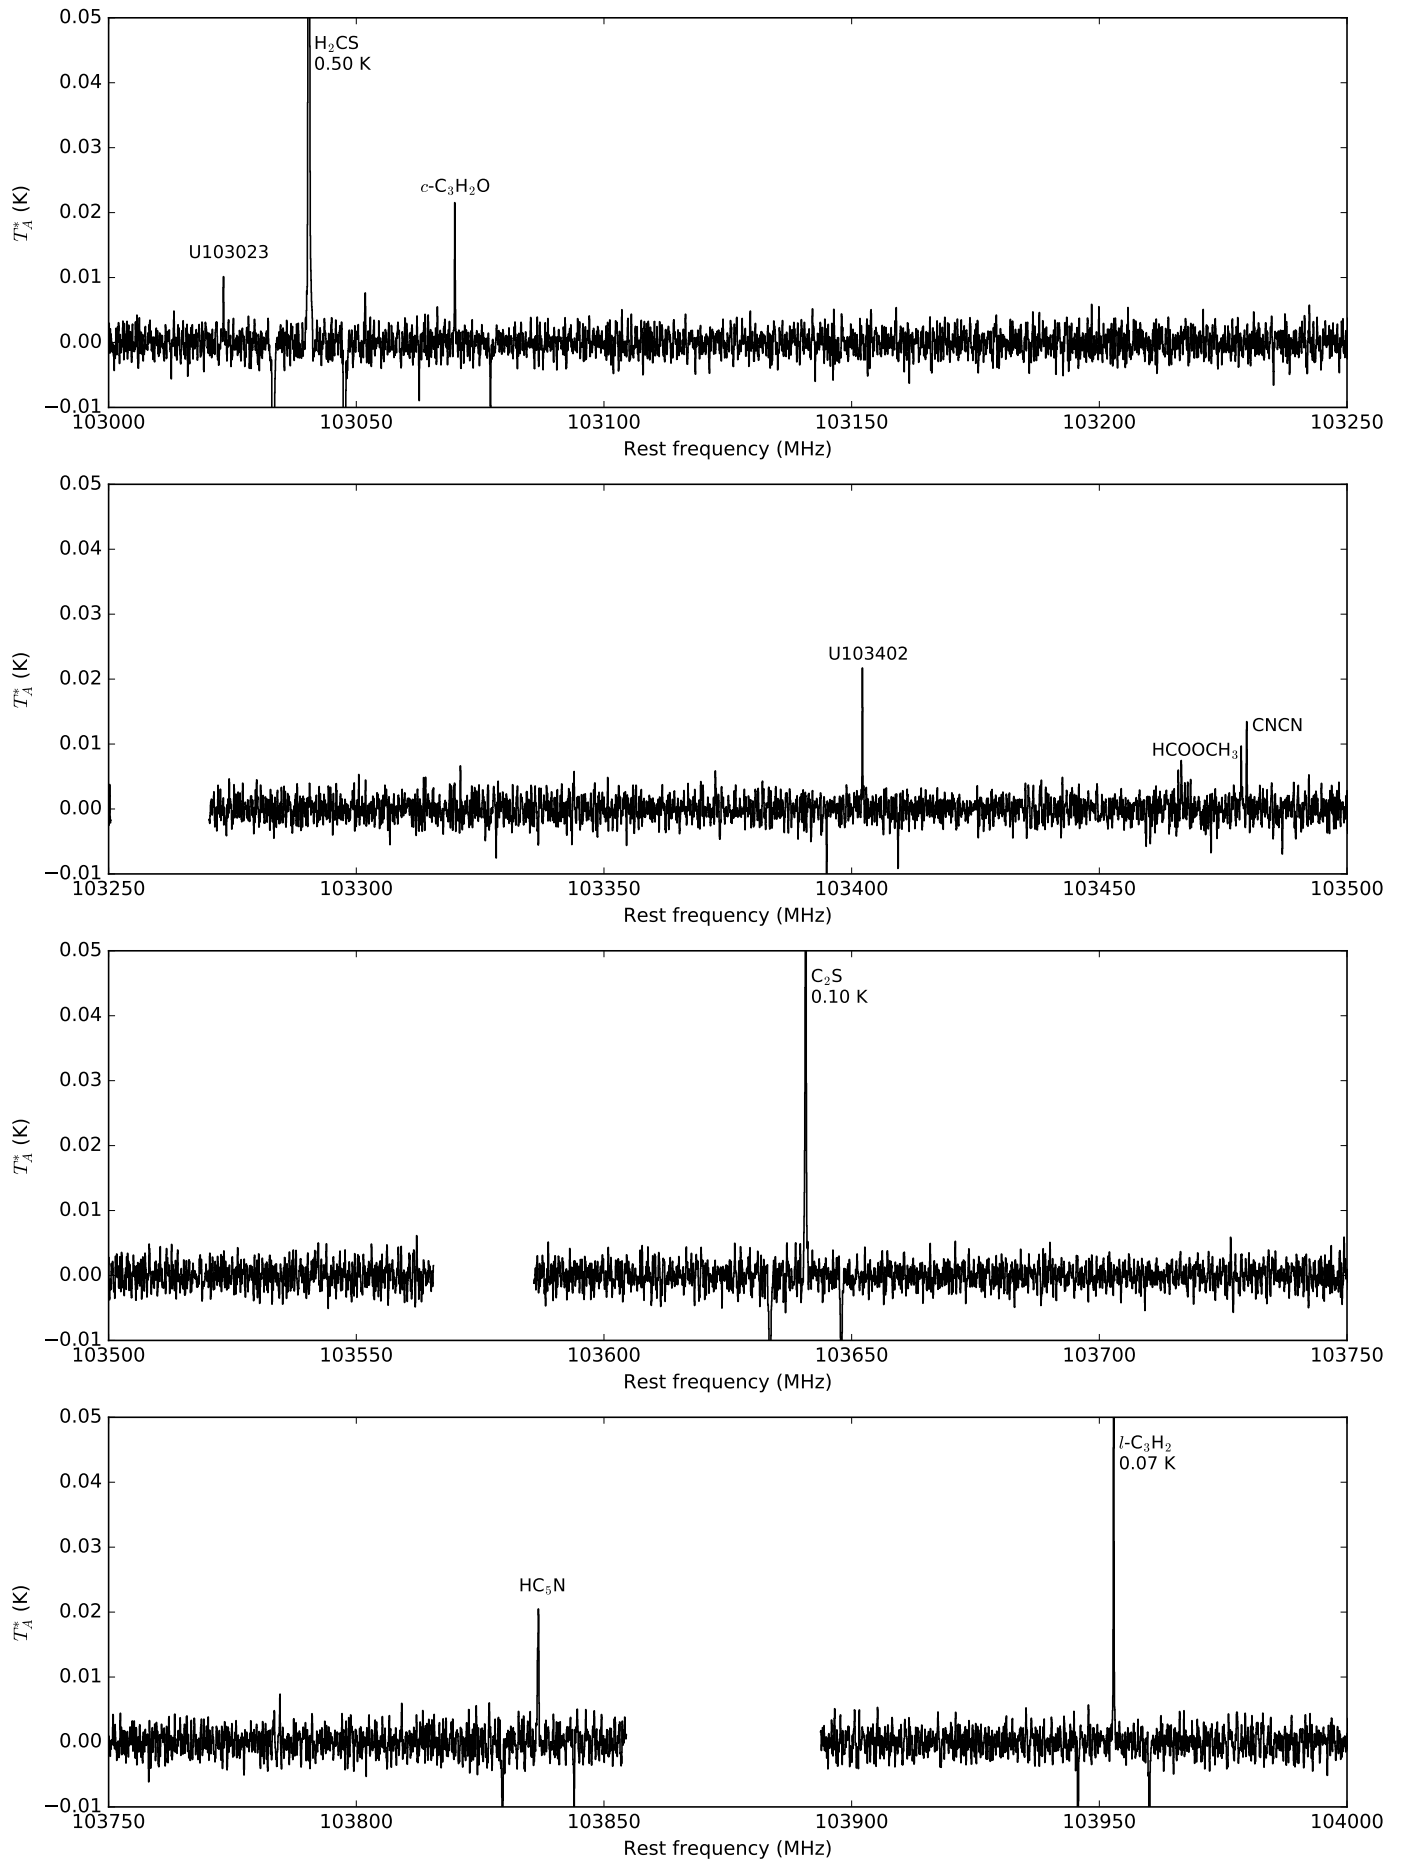 0.05
H₂CS
0.50 K
0.04
0.03
c-C₃H₂O
0.02
U103023
0.01
0.00
−0.01
T*A (K)
103000 103050 103100 103150 103200 103250
Rest frequency (MHz)
0.05
0.04
0.03
U103402
0.02
CNCN
HCOOCH₃
0.01
0.00
−0.01
T*A (K)
103250 103300 103350 103400 103450 103500
Rest frequency (MHz)
0.05
C₂S
0.10 K
0.04
0.03
0.02
0.01
0.00
−0.01
T*A (K)
103500 103550 103600 103650 103700 103750
Rest frequency (MHz)
0.05
l-C₃H₂
0.07 K
0.04
0.03
HC₅N
0.02
0.01
0.00
−0.01
T*A (K)
103750 103800 103850 103900 103950 104000
Rest frequency (MHz)